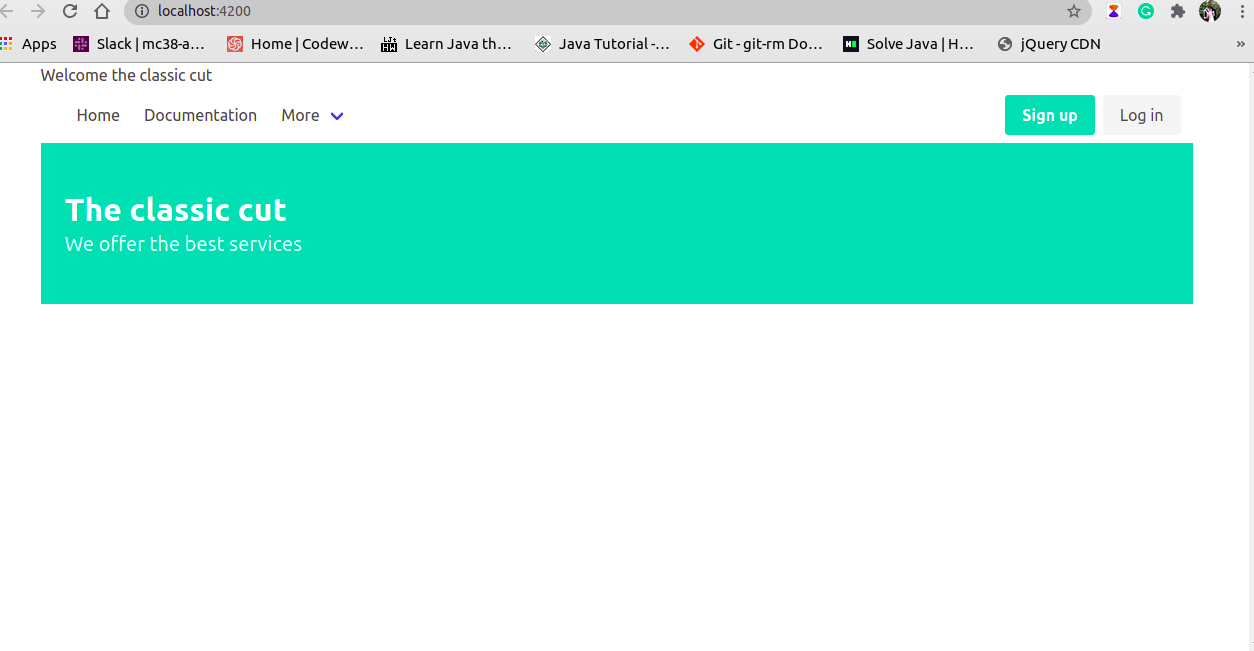 localhost:4200
Apps Slack | mc38-a... Home | Codew... Learn Java th... Java Tutorial -... Git - git-rm Do... Solve Java | H... jQuery CDN »
Welcome the classic cut
Home Documentation More Sign up Log in
The classic cut
We offer the best services